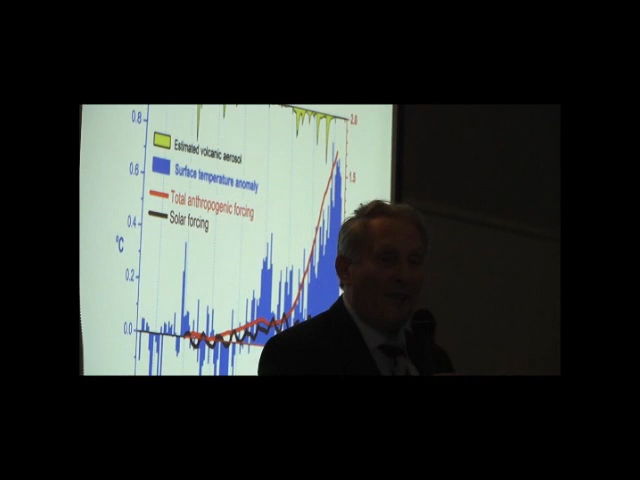 0.8
2.0
Estimated volcanic aerosol
Surface temperature anomaly
0.6
1.5
Total anthropogenic forcing
Solar forcing
0.4
°C
0.2
0.0